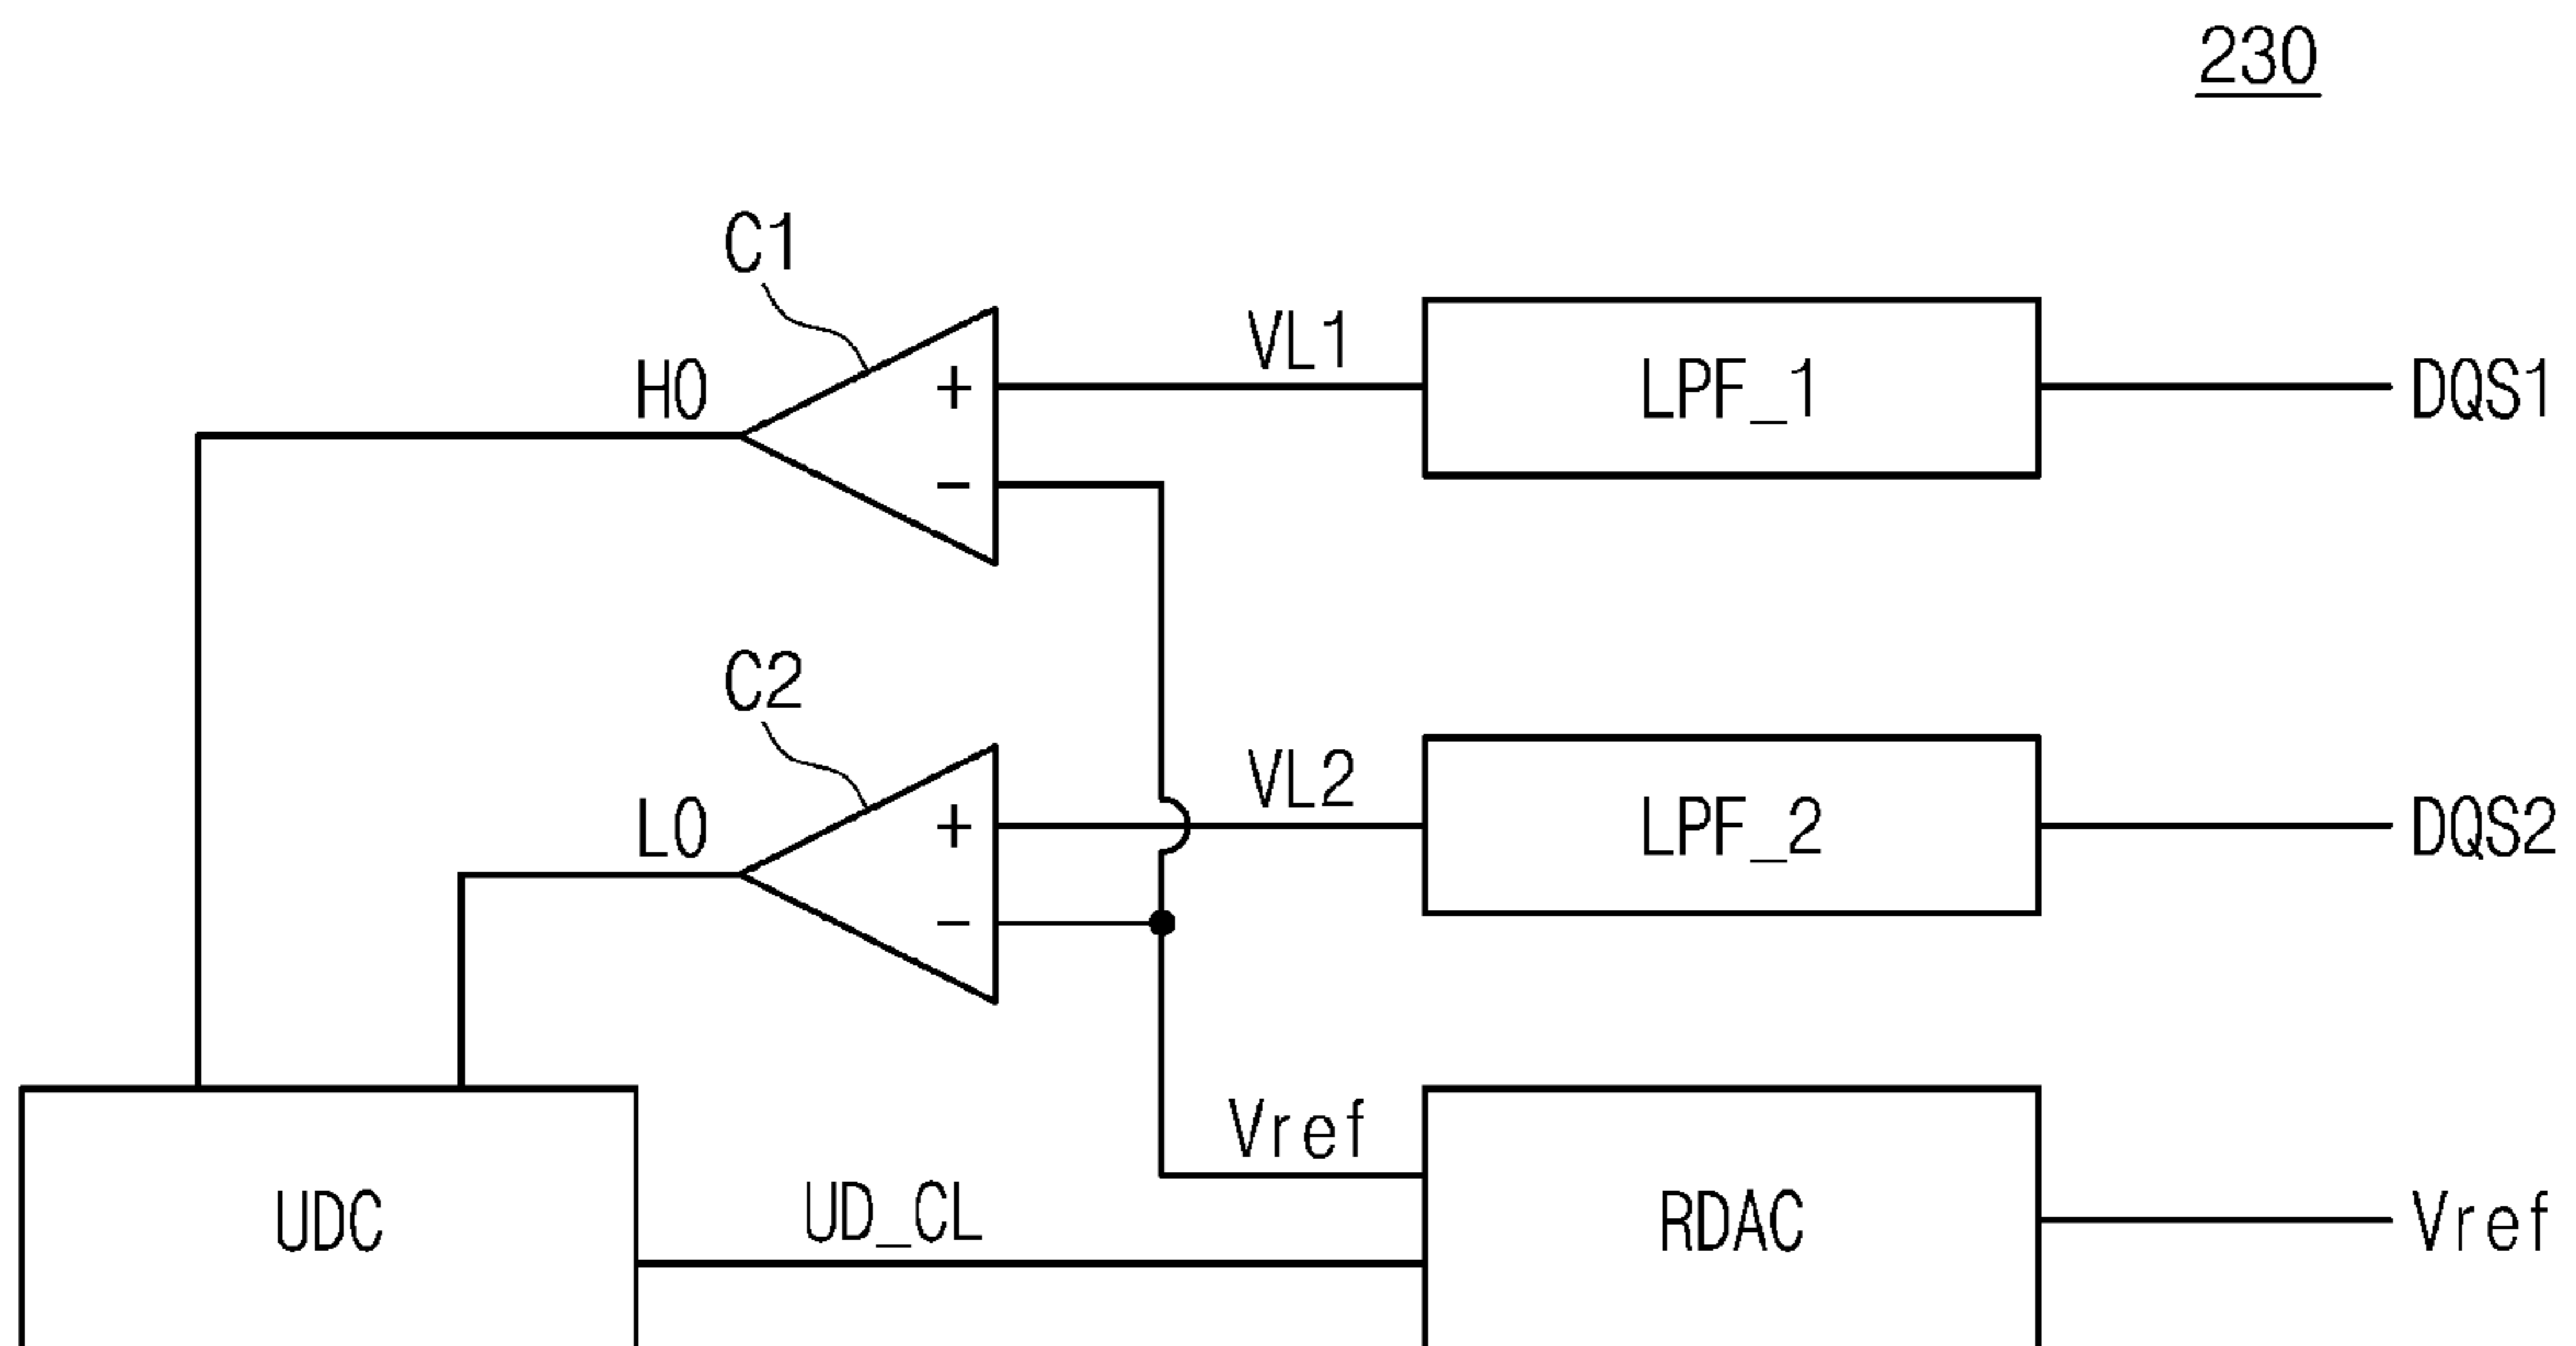 230
C1
VL1
LPF_1
DQS1
H0
+
−
C2
VL2
LPF_2
DQS2
L0
+
−
Vref
UDC
UD_CL
RDAC
Vref